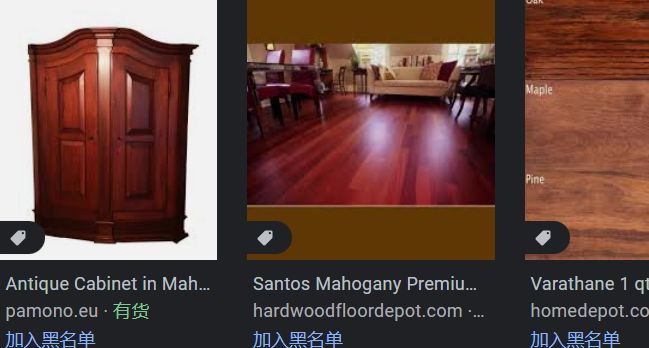 Oak
Maple
Pine
Antique Cabinet in Mah...
pamono.eu · 有货
加入黑名单
Santos Mahogany Premiu...
hardwoodfloordepot.com ·...
加入黑名单
Varathane 1 qt
homedepot.co
加入黑名单